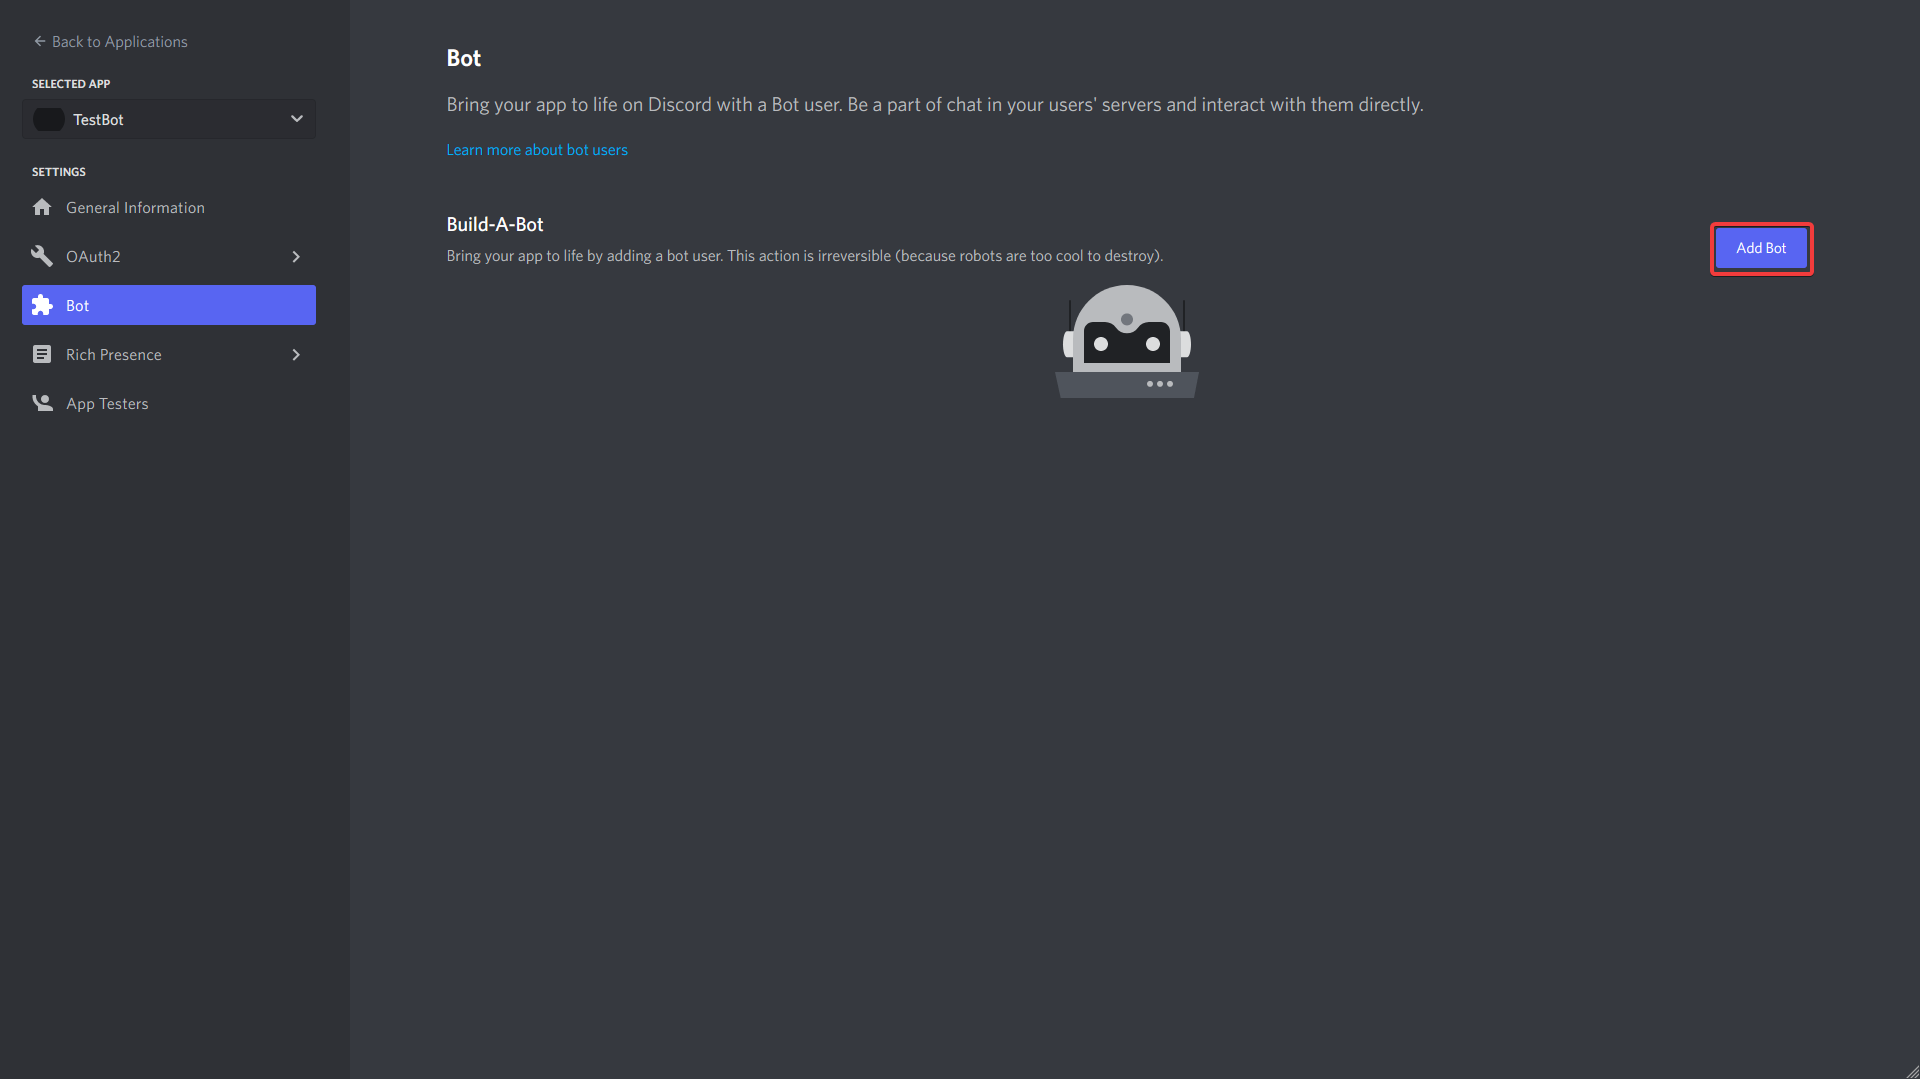 Back to Applications
SELECTED APP
TestBot
SETTINGS
General Information
OAuth2
Bot
Rich Presence
App Testers
Bot
Bring your app to life on Discord with a Bot user. Be a part of chat in your users' servers and interact with them directly.
Learn more about bot users
Build-A-Bot
Bring your app to life by adding a bot user. This action is irreversible (because robots are too cool to destroy).
Add Bot